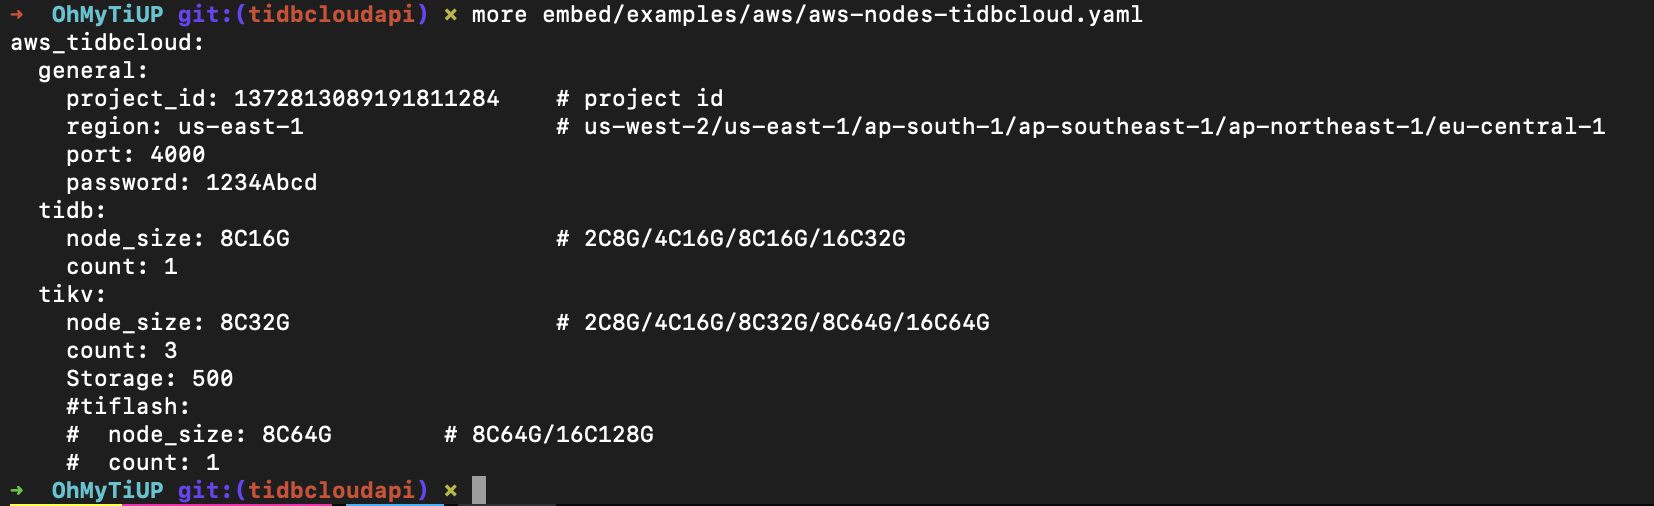 ➜  OhMyTiUP git:(tidbcloudapi) ✗ more embed/examples/aws/aws-nodes-tidbcloud.yaml
aws_tidbcloud:
  general:
    project_id: 1372813089191811284    # project id
    region: us-east-1                  # us-west-2/us-east-1/ap-south-1/ap-southeast-1/ap-northeast-1/eu-central-1
    port: 4000
    password: 1234Abcd
  tidb:
    node_size: 8C16G                   # 2C8G/4C16G/8C16G/16C32G
    count: 1
  tikv:
    node_size: 8C32G                   # 2C8G/4C16G/8C32G/8C64G/16C64G
    count: 3
    Storage: 500
    #tiflash:
    #  node_size: 8C64G        # 8C64G/16C128G
    #  count: 1
➜  OhMyTiUP git:(tidbcloudapi) ✗